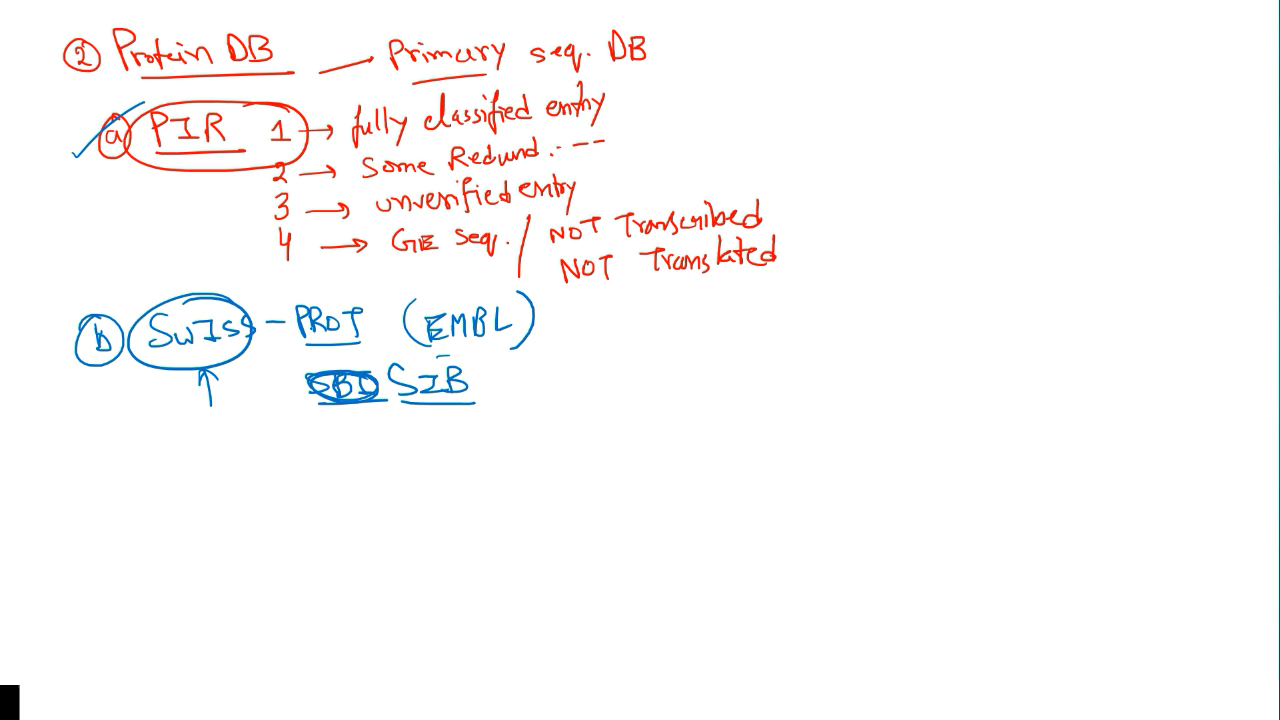 ② Protein DB — Primary seq. DB
ⓐ PIR 1 → fully classified entry
2 → Some Redund. - - -
3 → unverified entry
4 → GE seq. / NOT Transcribed
NOT Translated
ⓑ SWISS - PROT (EMBL)
SIB